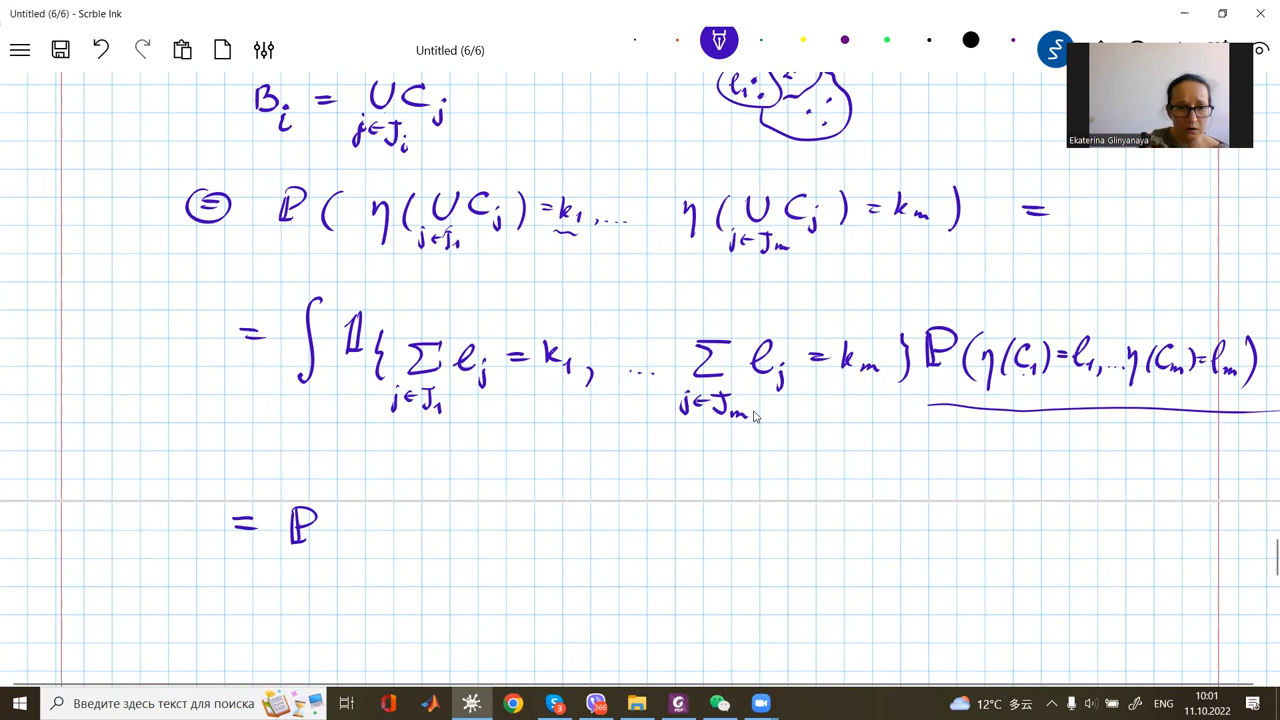 Untitled (6/6) - Scrble Ink
Untitled (6/6)
Ekaterina Glinyanaya
B_i = ∪_{j∈J_i} C_j
⊜ ℙ( η(∪_{j∈J_1} C_j) = k_1, ... η(∪_{j∈J_m} C_j) = k_m ) =
= ∫ 𝟙{ Σ_{j∈J_1} l_j = k_1, ... Σ_{j∈J_m} l_j = k_m } ℙ(η(C_1)=l_1,...η(C_m)=l_m)
= ℙ
Введите здесь текст для поиска
12°C 多云
ENG
10:01
11.10.2022